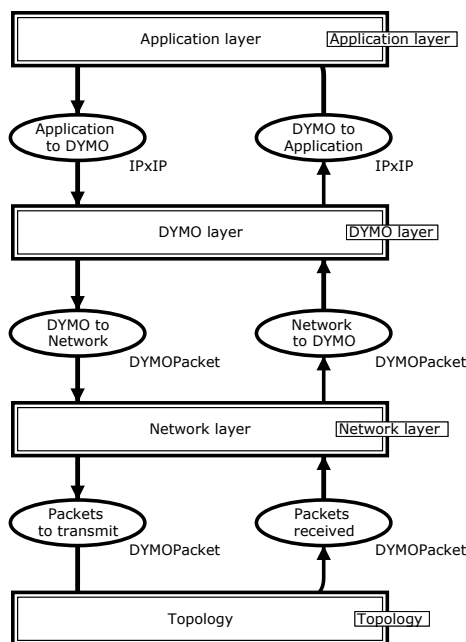 Application layer
Application layer
Application
to DYMO
IPxIP
DYMO to
Application
IPxIP
DYMO layer
DYMO layer
DYMO to
Network
DYMOPacket
Network
to DYMO
DYMOPacket
Network layer
Network layer
Packets
to transmit
DYMOPacket
Packets
received
DYMOPacket
Topology
Topology